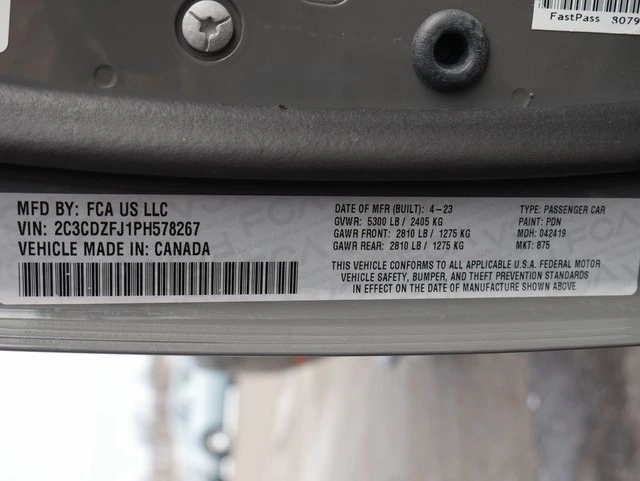 FastPass 8079
MFD BY: FCA US LLC
VIN: 2C3CDZFJ1PH578267
VEHICLE MADE IN: CANADA
DATE OF MFR (BUILT): 4-23
GVWR: 5300 LB / 2405 KG
GAWR FRONT: 2810 LB / 1275 KG
GAWR REAR: 2810 LB / 1275 KG
TYPE: PASSENGER CAR
PAINT: PDN
MDH: 042419
MKT: 875
THIS VEHICLE CONFORMS TO ALL APPLICABLE U.S.A. FEDERAL MOTOR
VEHICLE SAFETY, BUMPER, AND THEFT PREVENTION STANDARDS
IN EFFECT ON THE DATE OF MANUFACTURE SHOWN ABOVE